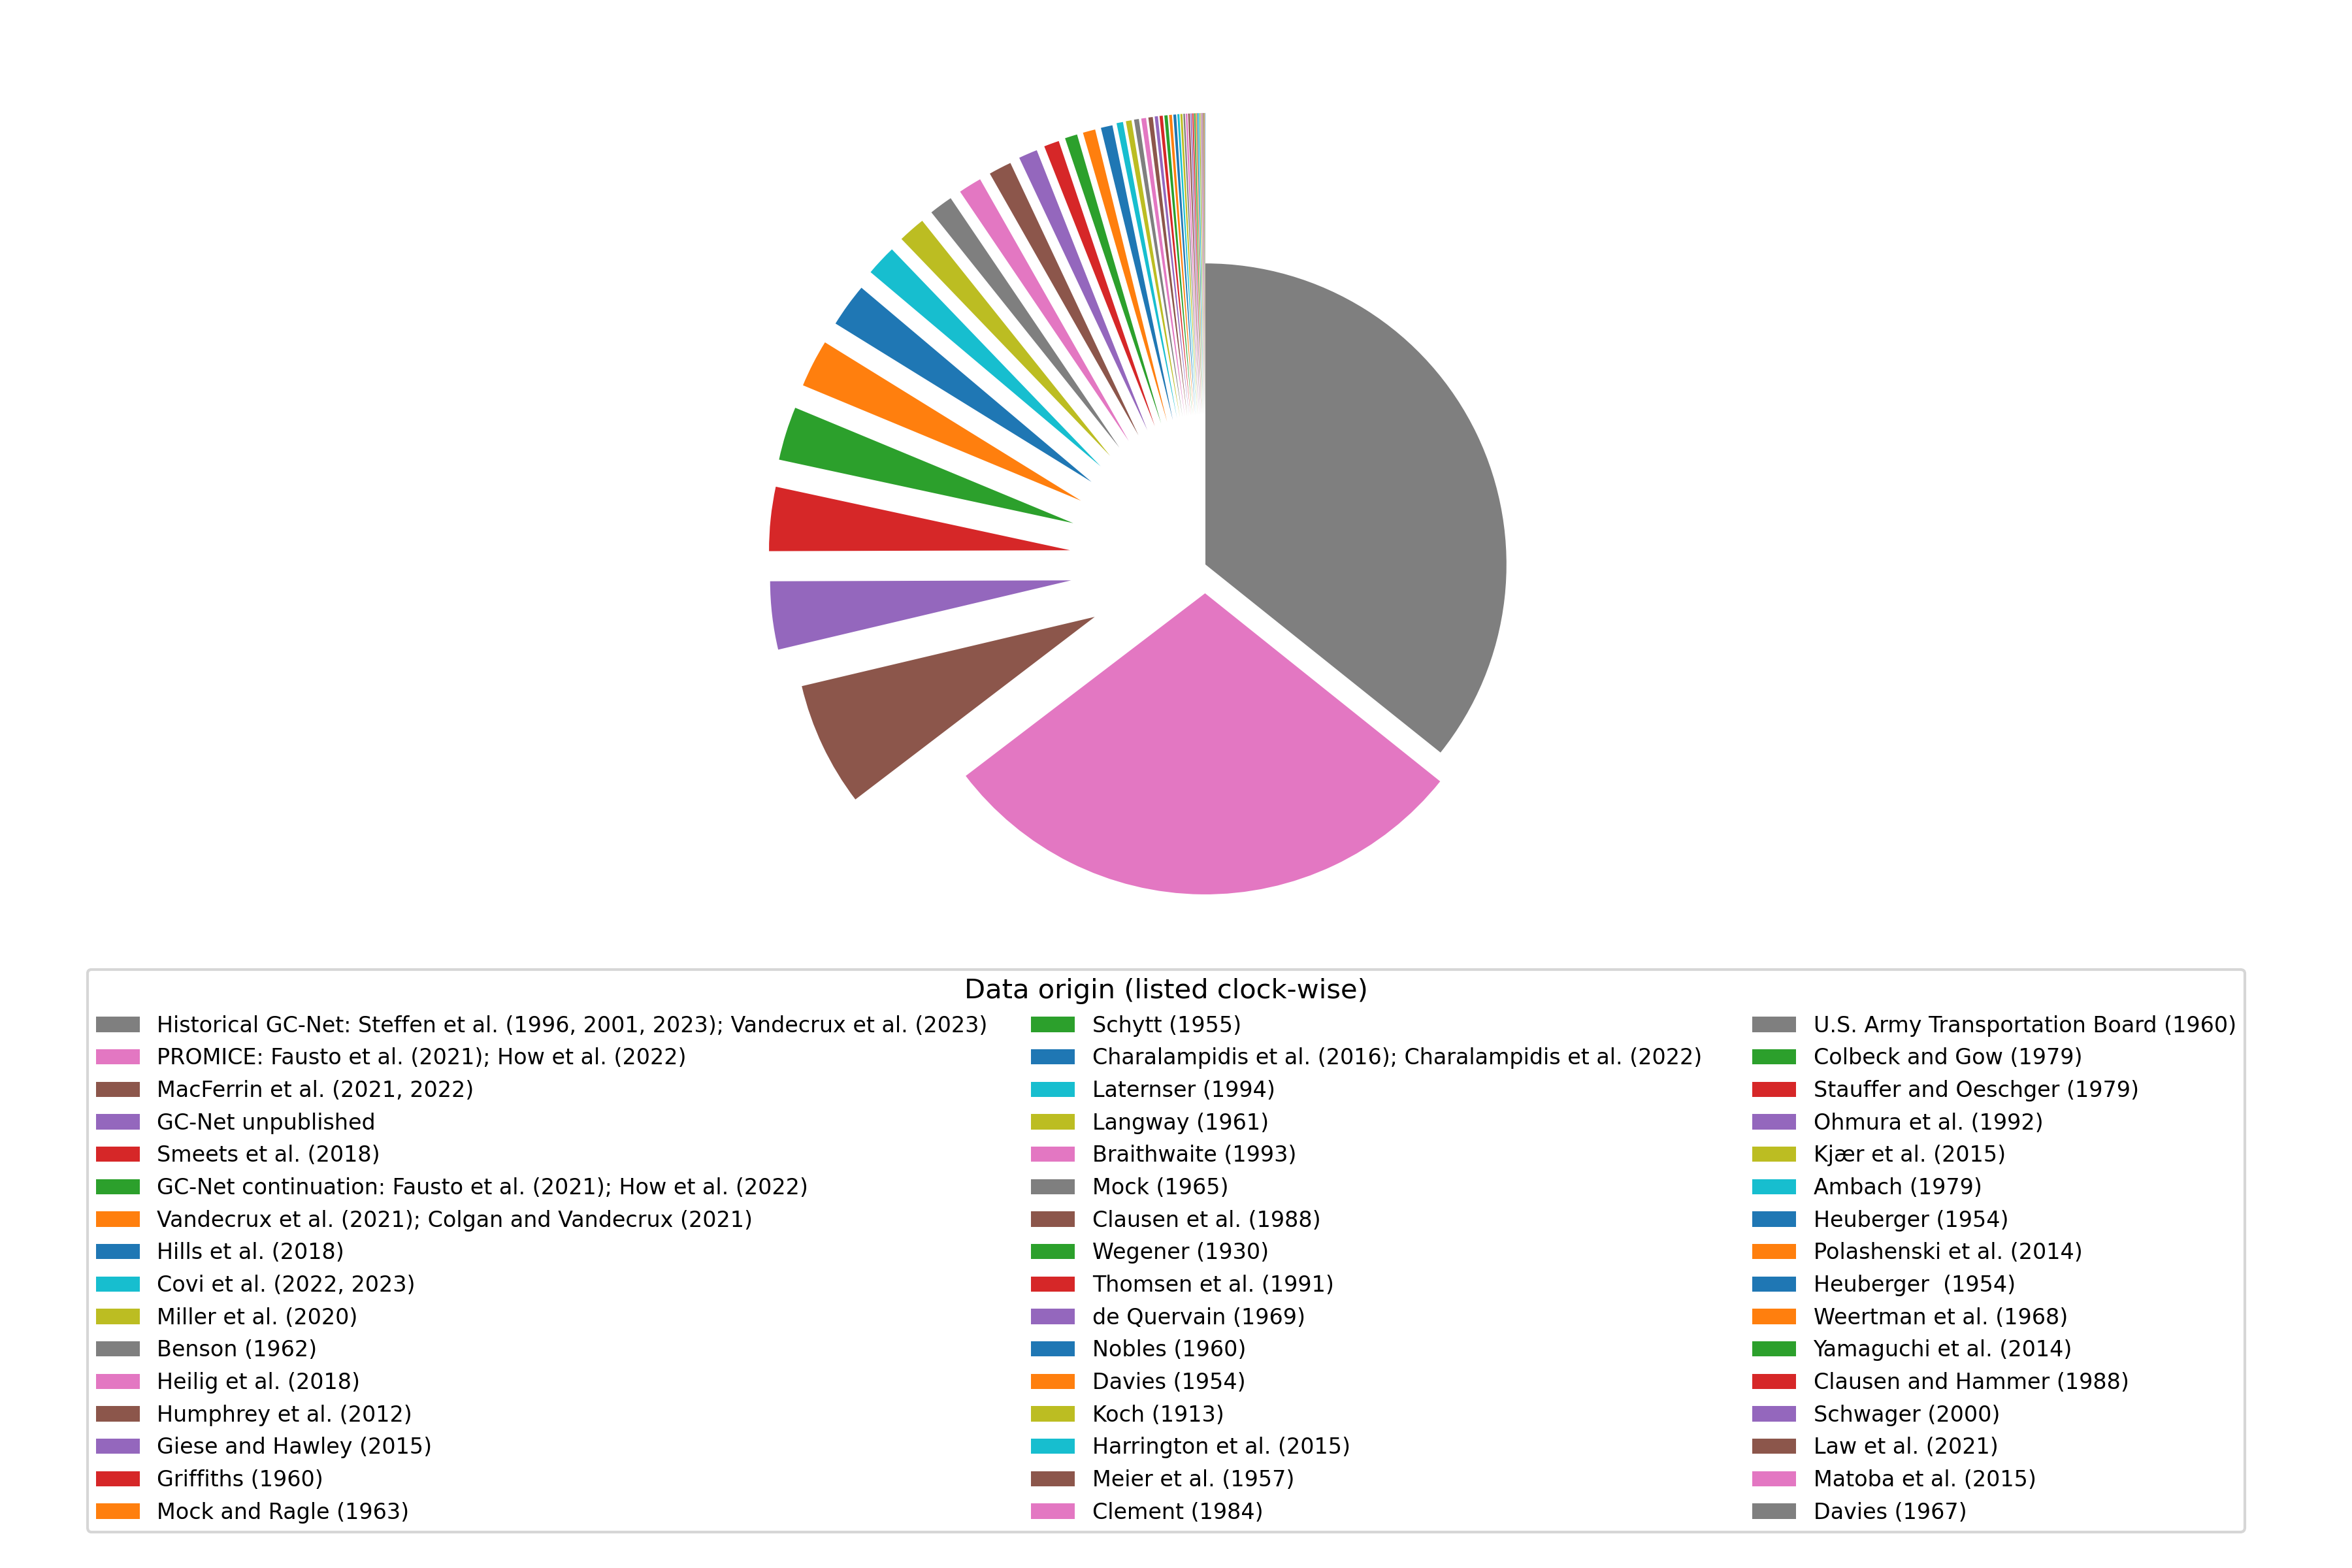 Data origin (listed clock-wise)
Historical GC-Net: Steffen et al. (1996, 2001, 2023); Vandecrux et al. (2023)
PROMICE: Fausto et al. (2021); How et al. (2022)
MacFerrin et al. (2021, 2022)
GC-Net unpublished
Smeets et al. (2018)
GC-Net continuation: Fausto et al. (2021); How et al. (2022)
Vandecrux et al. (2021); Colgan and Vandecrux (2021)
Hills et al. (2018)
Covi et al. (2022, 2023)
Miller et al. (2020)
Benson (1962)
Heilig et al. (2018)
Humphrey et al. (2012)
Giese and Hawley (2015)
Griffiths (1960)
Mock and Ragle (1963)
Schytt (1955)
Charalampidis et al. (2016); Charalampidis et al. (2022)
Laternser (1994)
Langway (1961)
Braithwaite (1993)
Mock (1965)
Clausen et al. (1988)
Wegener (1930)
Thomsen et al. (1991)
de Quervain (1969)
Nobles (1960)
Davies (1954)
Koch (1913)
Harrington et al. (2015)
Meier et al. (1957)
Clement (1984)
U.S. Army Transportation Board (1960)
Colbeck and Gow (1979)
Stauffer and Oeschger (1979)
Ohmura et al. (1992)
Kjær et al. (2015)
Ambach (1979)
Heuberger (1954)
Polashenski et al. (2014)
Heuberger  (1954)
Weertman et al. (1968)
Yamaguchi et al. (2014)
Clausen and Hammer (1988)
Schwager (2000)
Law et al. (2021)
Matoba et al. (2015)
Davies (1967)